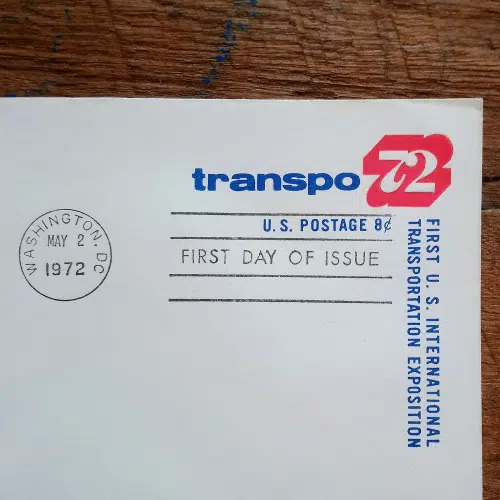 transpo 72
U.S. POSTAGE 8¢
FIRST DAY OF ISSUE
WASHINGTON, DC
MAY 2
1972
FIRST U. S. INTERNATIONAL
TRANSPORTATION EXPOSITION